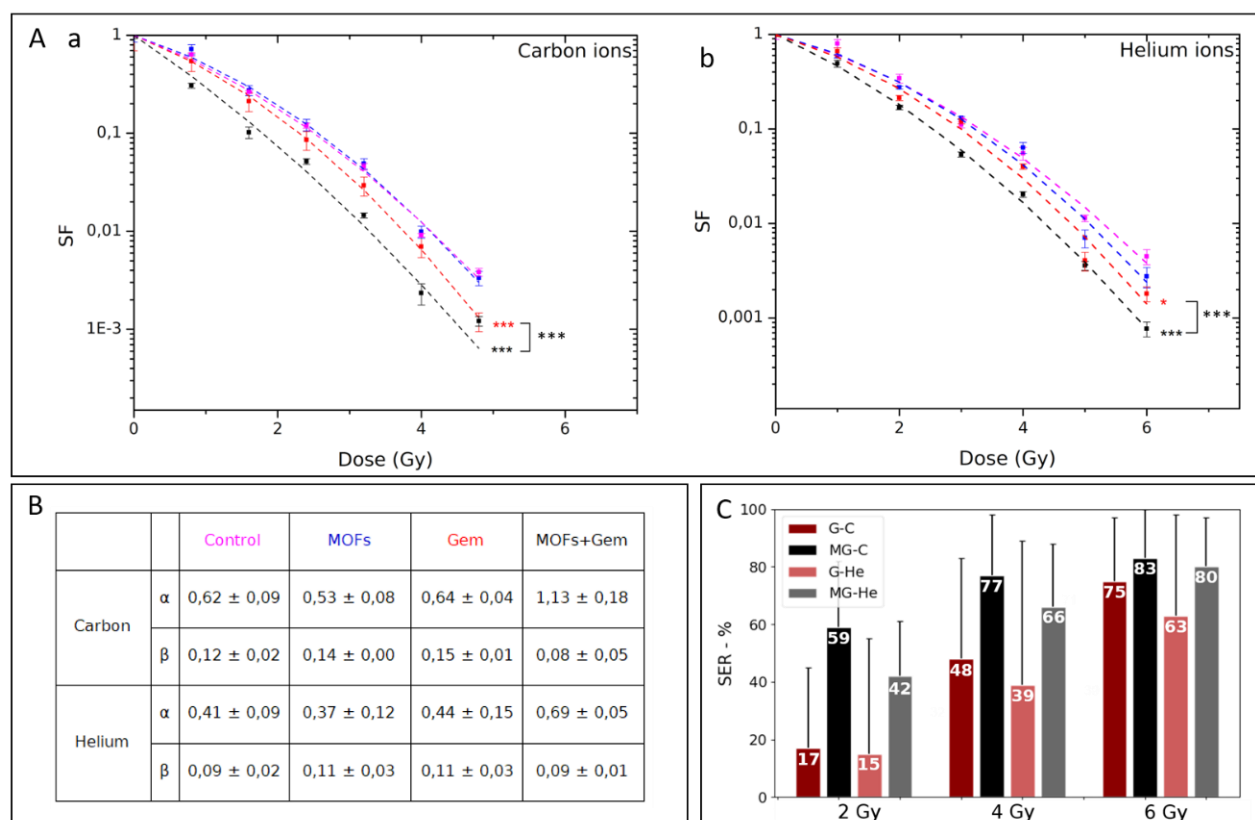 A a
Carbon ions
1
0,1
0,01
1E-3
SF
0 2 4 6
Dose (Gy)
***
***
***
b
Helium ions
1
0,1
0,01
0,001
SF
0 2 4 6
Dose (Gy)
*
***
***
B
Control MOFs Gem MOFs+Gem
Carbon α 0,62 ± 0,09 0,53 ± 0,08 0,64 ± 0,04 1,13 ± 0,18
β 0,12 ± 0,02 0,14 ± 0,00 0,15 ± 0,01 0,08 ± 0,05
Helium α 0,41 ± 0,09 0,37 ± 0,12 0,44 ± 0,15 0,69 ± 0,05
β 0,09 ± 0,02 0,11 ± 0,03 0,11 ± 0,03 0,09 ± 0,01
C
G-C
MG-C
G-He
MG-He
SER - %
100
80
60
40
20
0
17 59 15 42
48 77 39 66
75 83 63 80
2 Gy 4 Gy 6 Gy